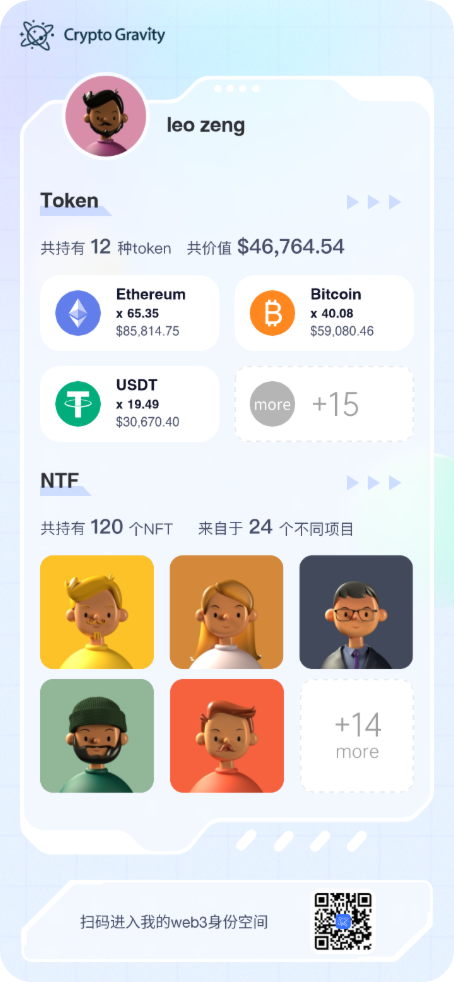 Crypto Gravity
leo zeng
Token
共持有 12 种token 共价值 $46,764.54
Ethereum
x 65.35
$85,814.75
Bitcoin
x 40.08
$59,080.46
USDT
x 19.49
$30,670.40
more +15
NTF
共持有 120 个NFT 来自于 24 个不同项目
+14
more
扫码进入我的web3身份空间